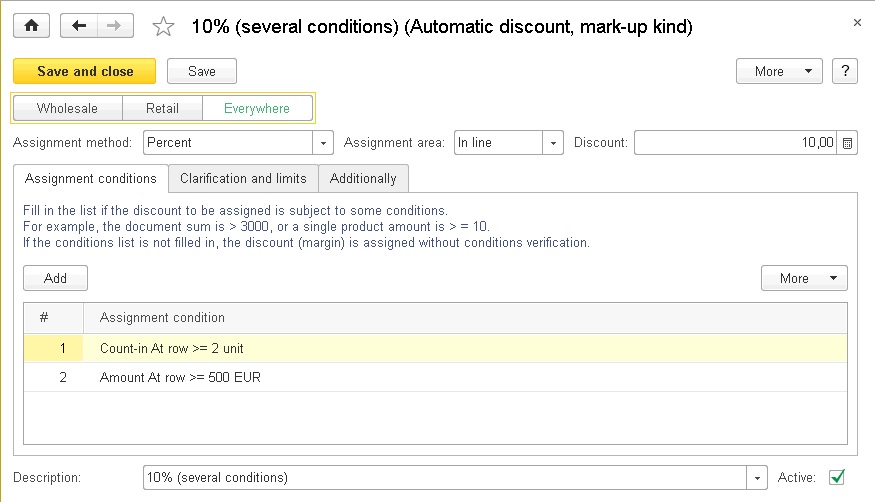 10% (several conditions) (Automatic discount, mark-up kind)
Save and close Save More ?
Wholesale Retail Everywhere
Assignment method: Percent Assignment area: In line Discount: 10,00
Assignment conditions Clarification and limits Additionally
Fill in the list if the discount to be assigned is subject to some conditions.
For example, the document sum is > 3000, or a single product amount is > = 10.
If the conditions list is not filled in, the discount (margin) is assigned without conditions verification.
Add More
# Assignment condition
1 Count-in At row >= 2 unit
2 Amount At row >= 500 EUR
Description: 10% (several conditions) Active: